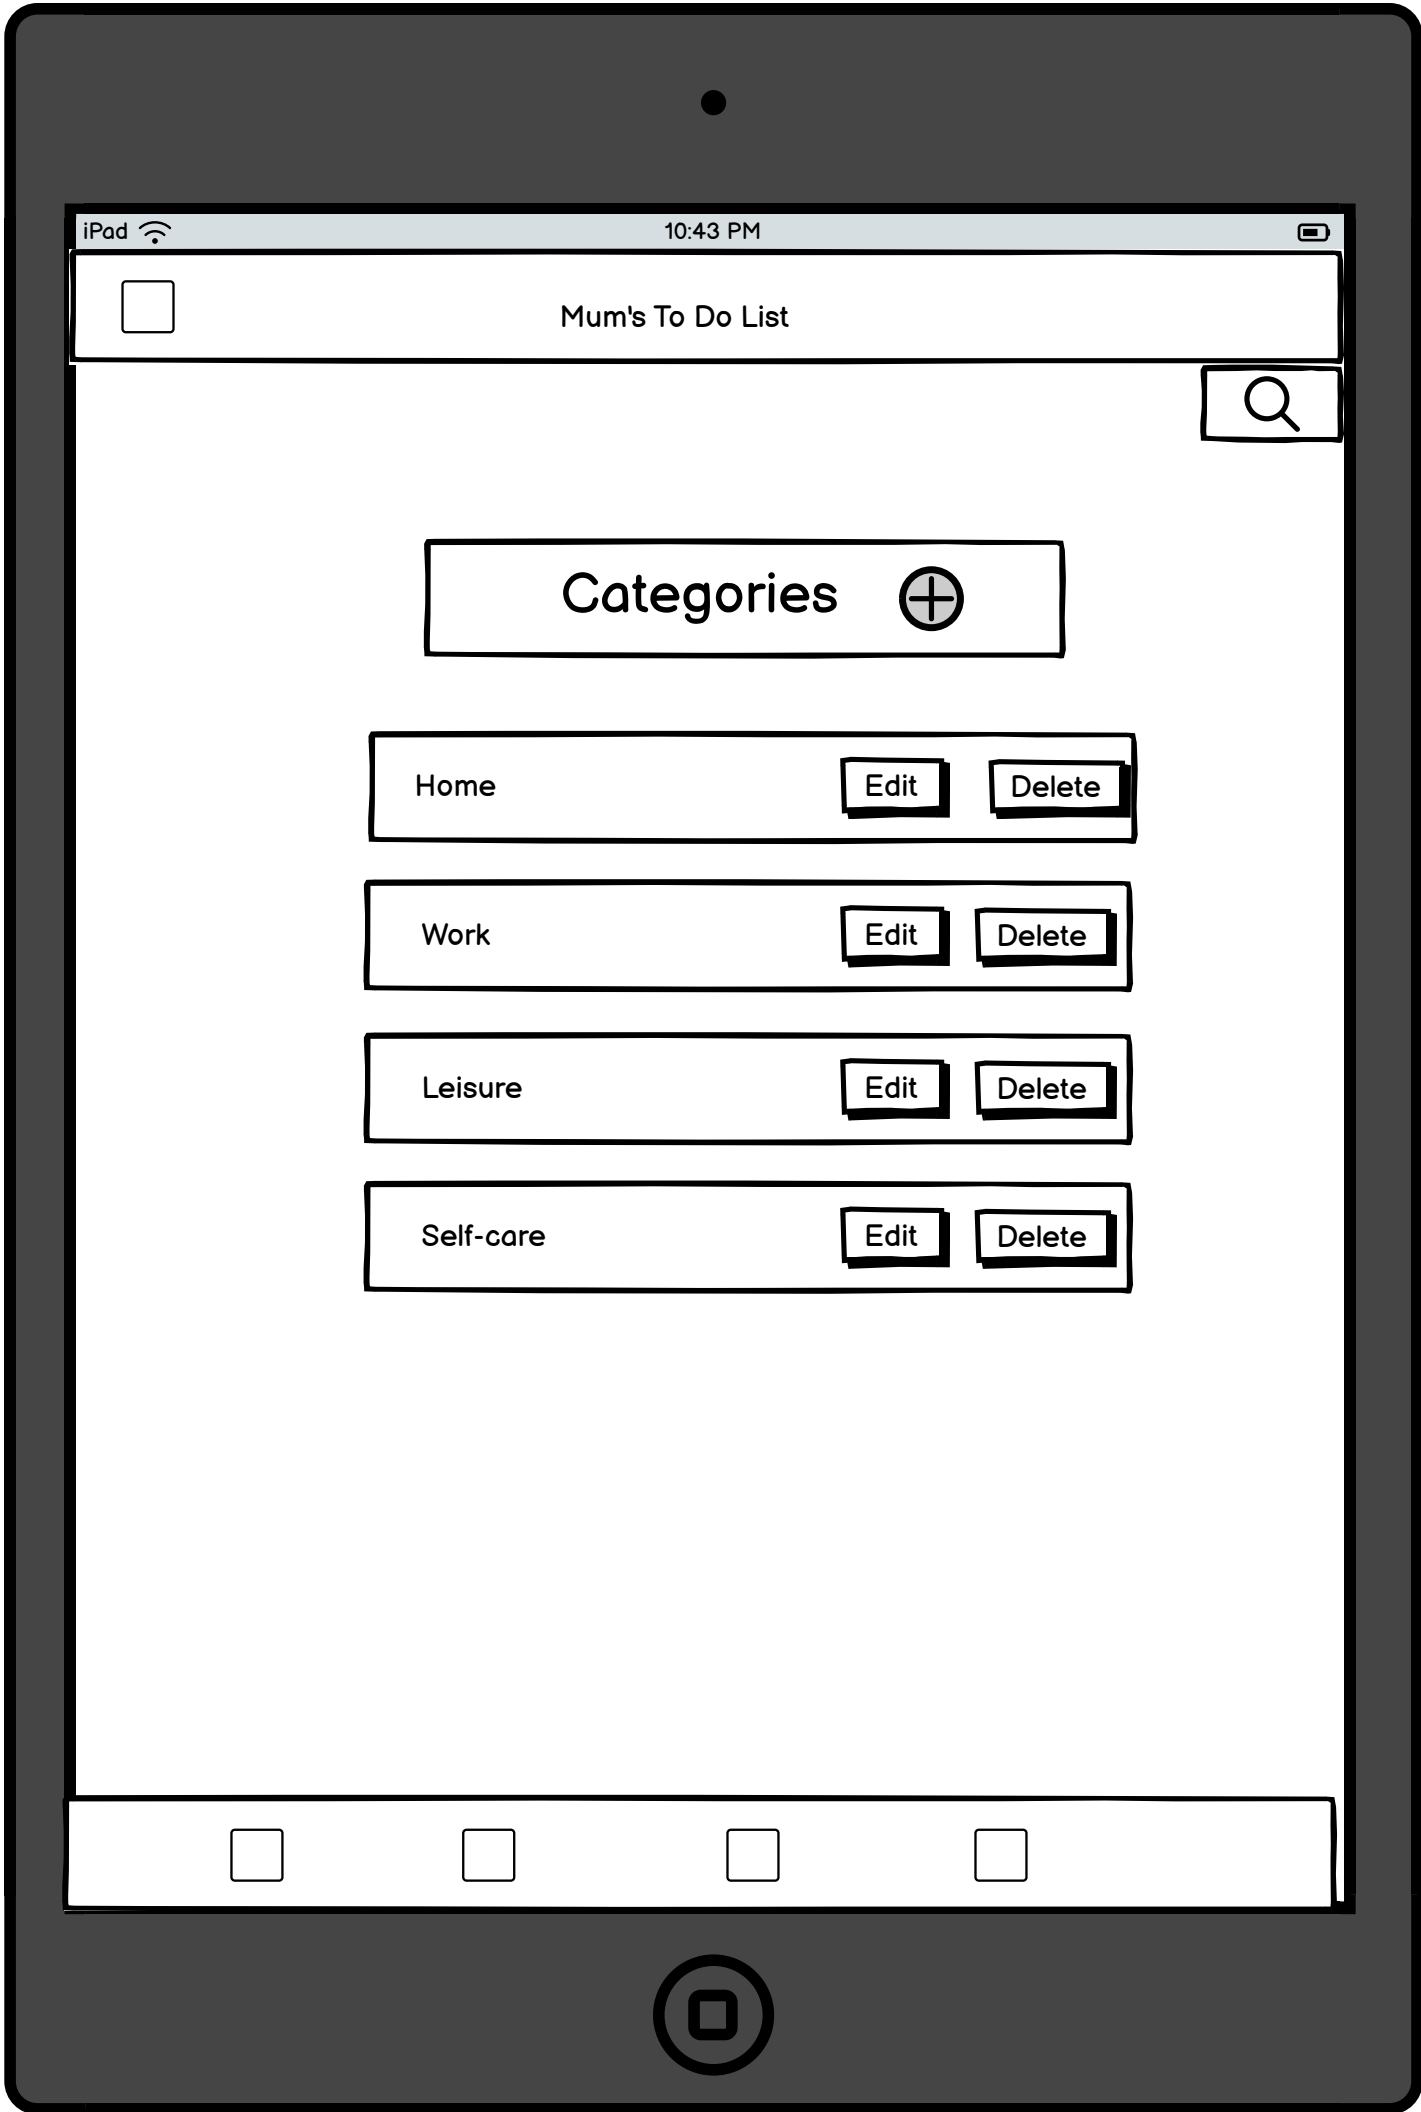 iPad 10:43 PM
Mum's To Do List
Categories
Home Edit Delete
Work Edit Delete
Leisure Edit Delete
Self-care Edit Delete